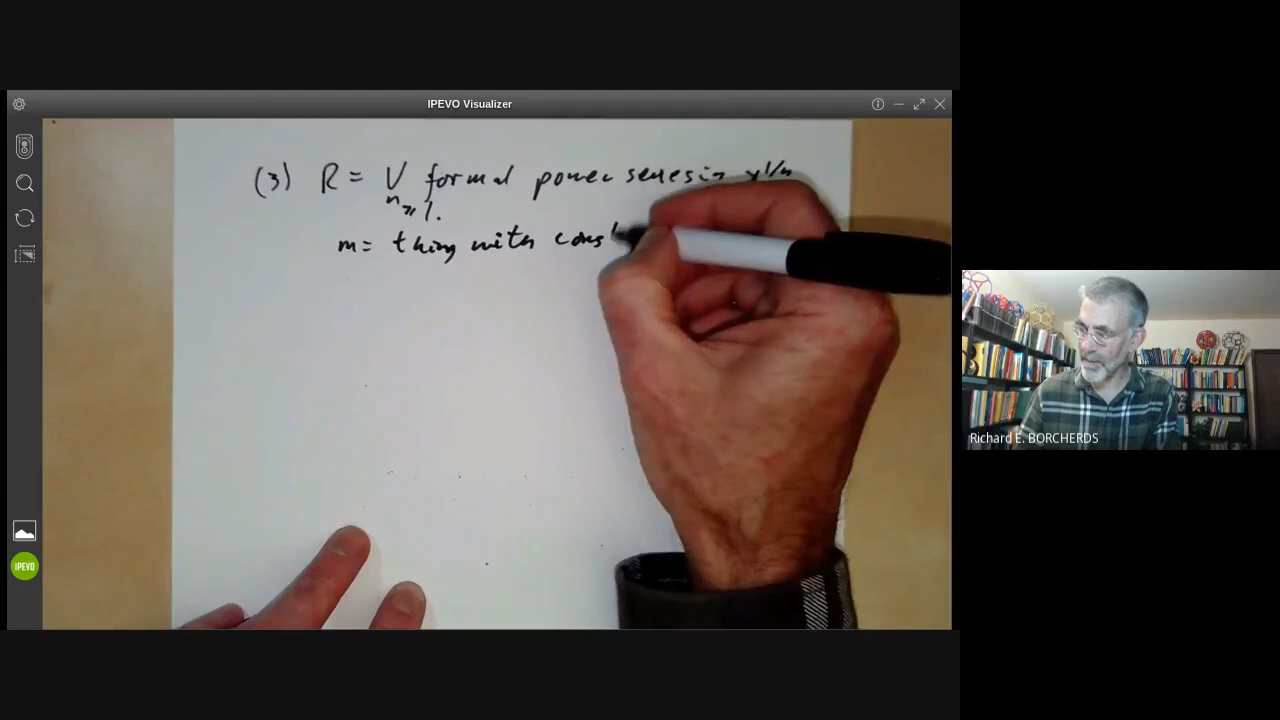 IPEVO Visualizer
(3) R = ∪ formal power series in x^1/n
n ≥ 1.
m = thing with cons
IPEVO
Richard E. BORCHERDS